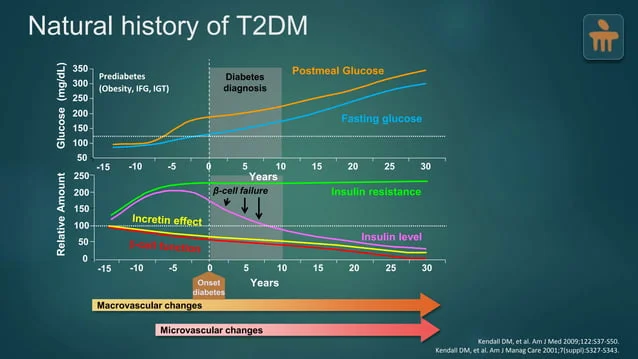 Natural history of T2DM
Glucose (mg/dL)
350
300
250
200
150
100
50
Prediabetes
(Obesity, IFG, IGT)
Diabetes
diagnosis
Postmeal Glucose
Fasting glucose
-15 -10 -5 0 5 10 15 20 25 30
Years
Relative Amount
250
200
150
100
50
0
β-cell failure
Insulin resistance
Incretin effect
Insulin level
-15 -10 -5 0 5 10 15 20 25 30
Years
Onset
diabetes
Macrovascular changes
Microvascular changes
Kendall DM, et al. Am J Med 2009;122:S37-S50.
Kendall DM, et al. Am J Manag Care 2001;7(suppl):S327-S343.